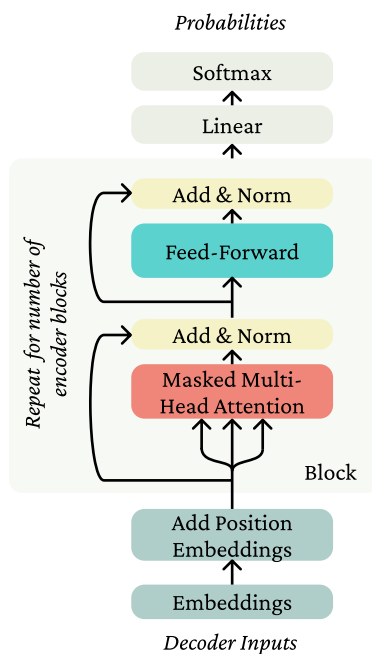 Probabilities
Softmax
Linear
Add & Norm
Feed-Forward
Repeat for number of
encoder blocks
Add & Norm
Masked Multi-
Head Attention
Block
Add Position
Embeddings
Embeddings
Decoder Inputs